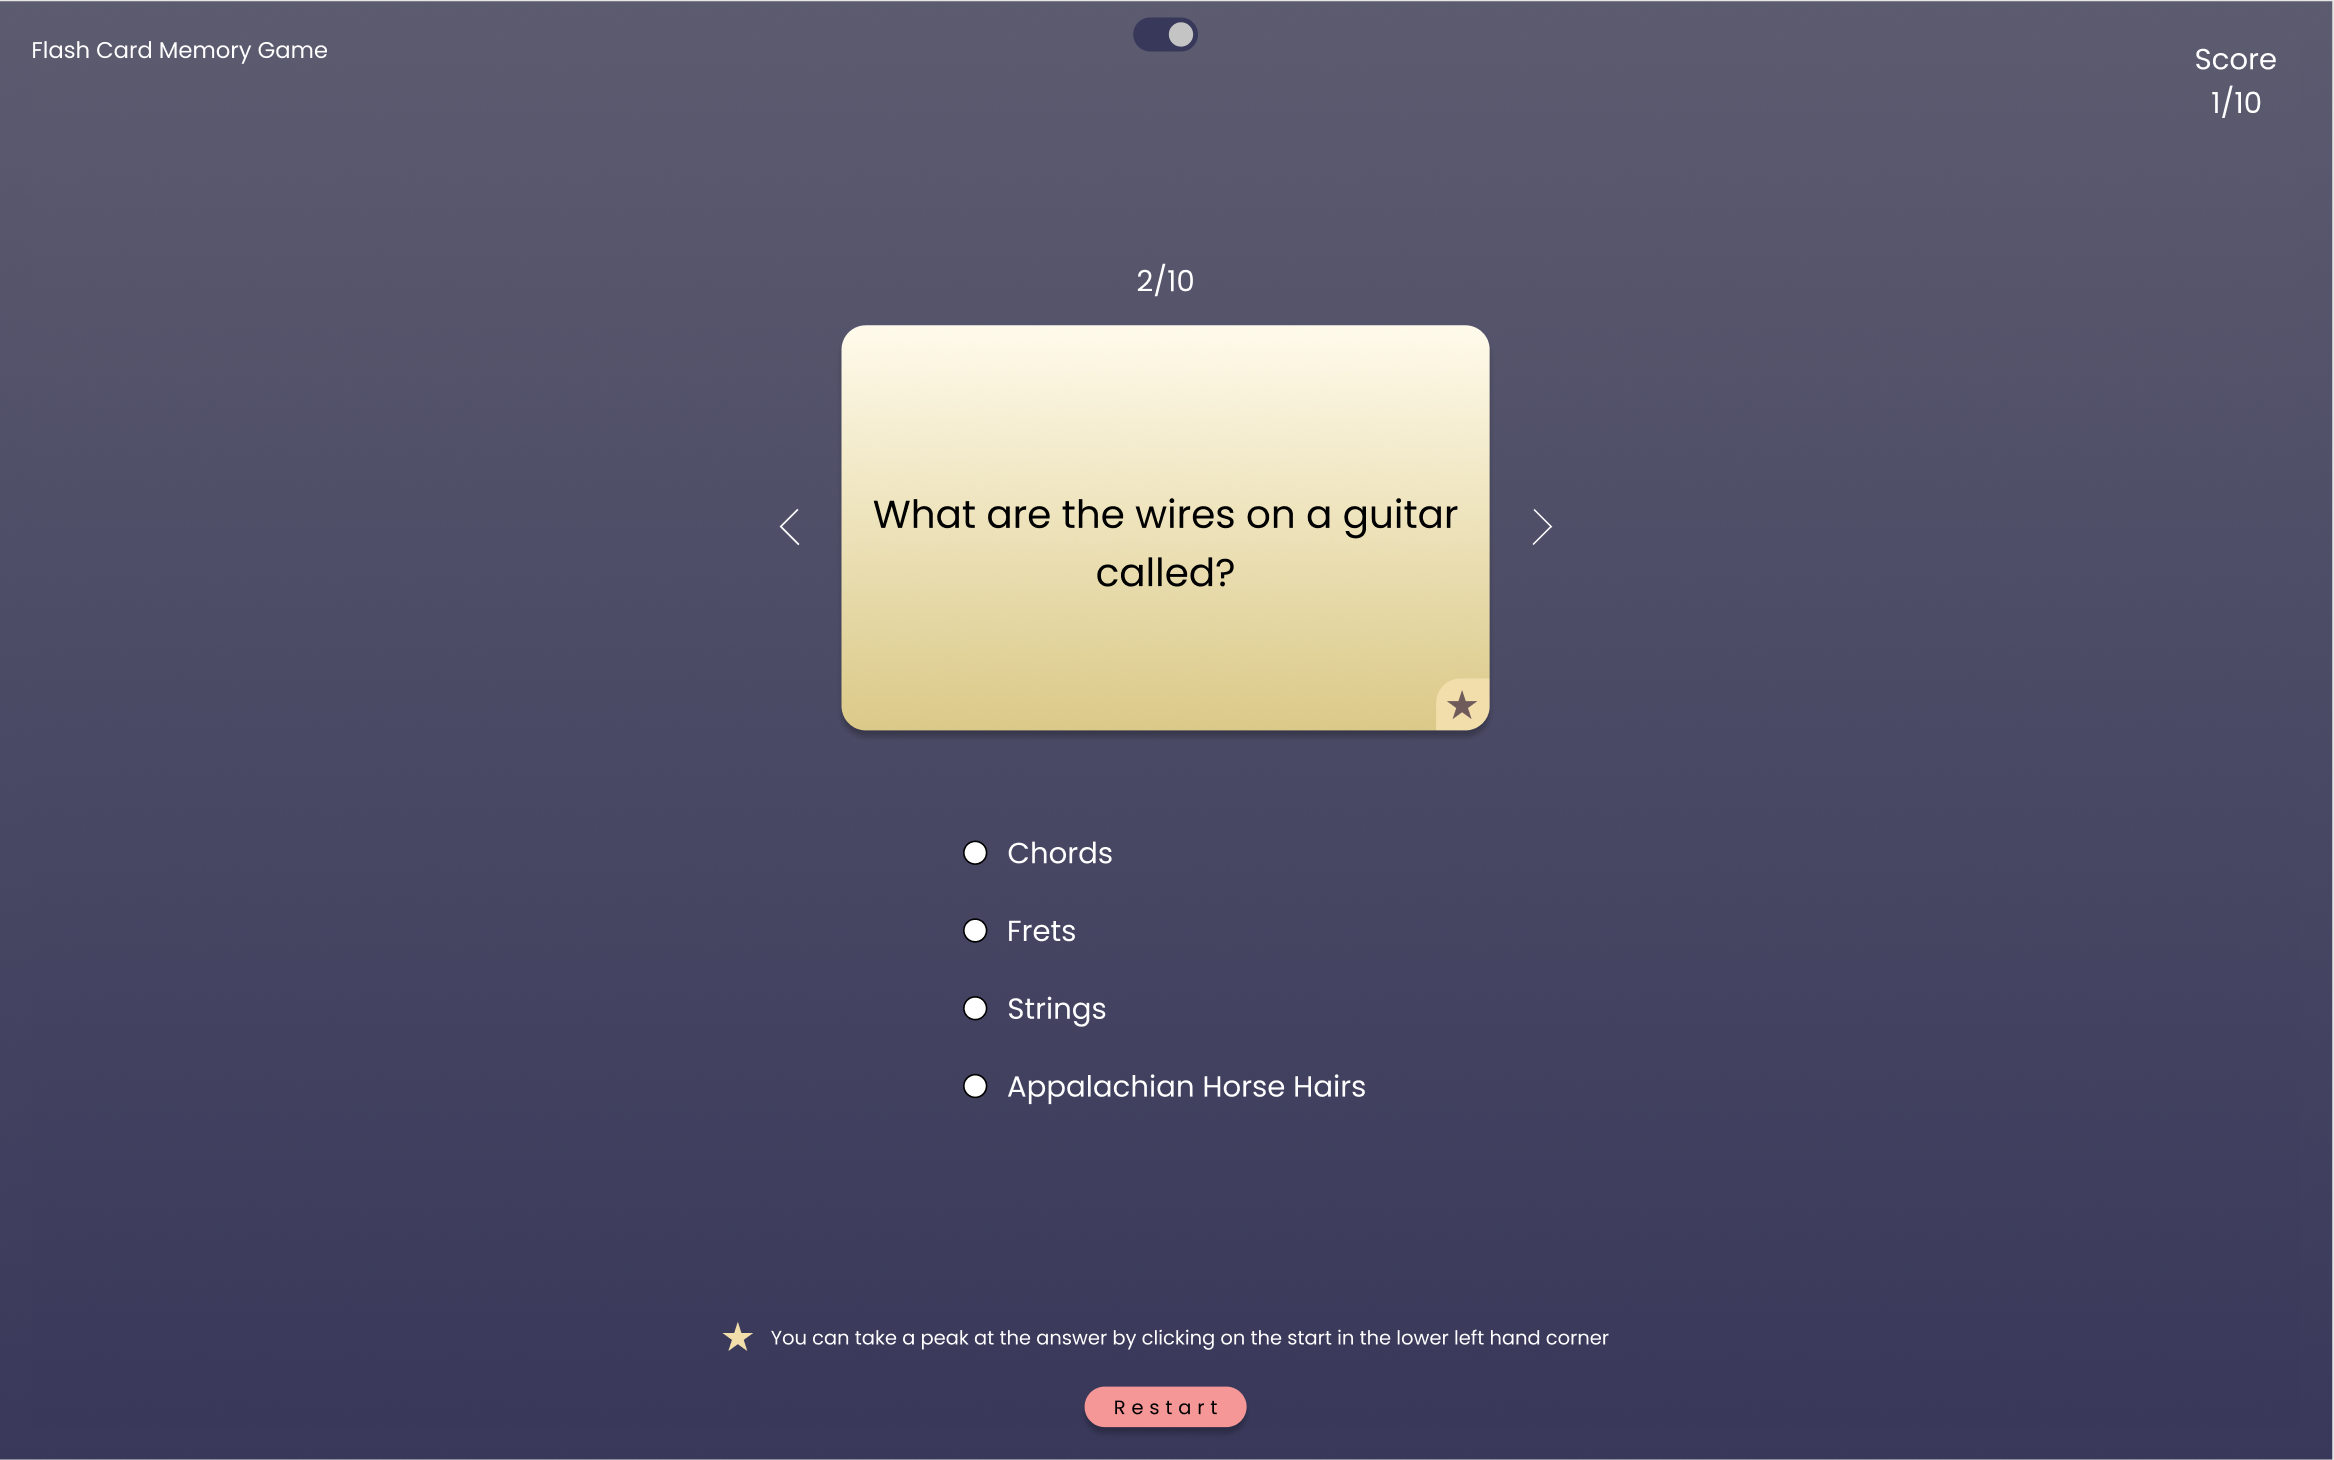 Flash Card Memory Game
Score
1/10
2/10
What are the wires on a guitar
called?
Chords
Frets
Strings
Appalachian Horse Hairs
You can take a peak at the answer by clicking on the start in the lower left hand corner
Restart